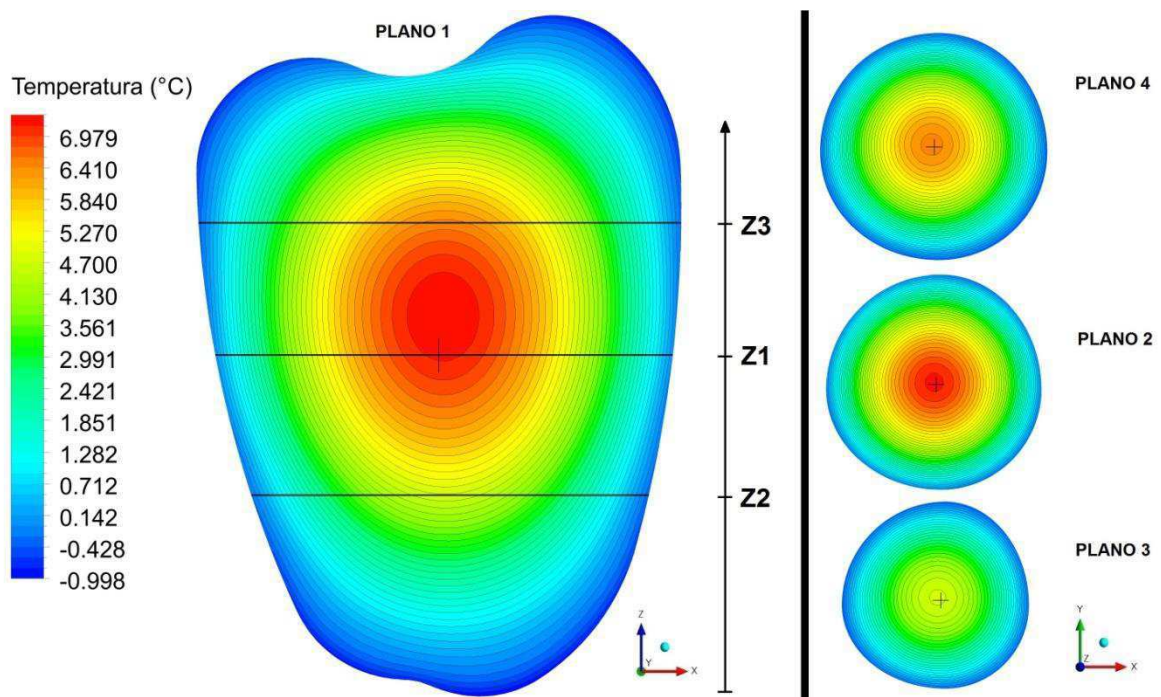 PLANO 1
Temperatura (°C)
6.979
6.410
5.840
5.270
4.700
4.130
3.561
2.991
2.421
1.851
1.282
0.712
0.142
-0.428
-0.998
Z3
Z1
Z2
Z
Y
X
PLANO 4
PLANO 2
PLANO 3
Y
Z
X